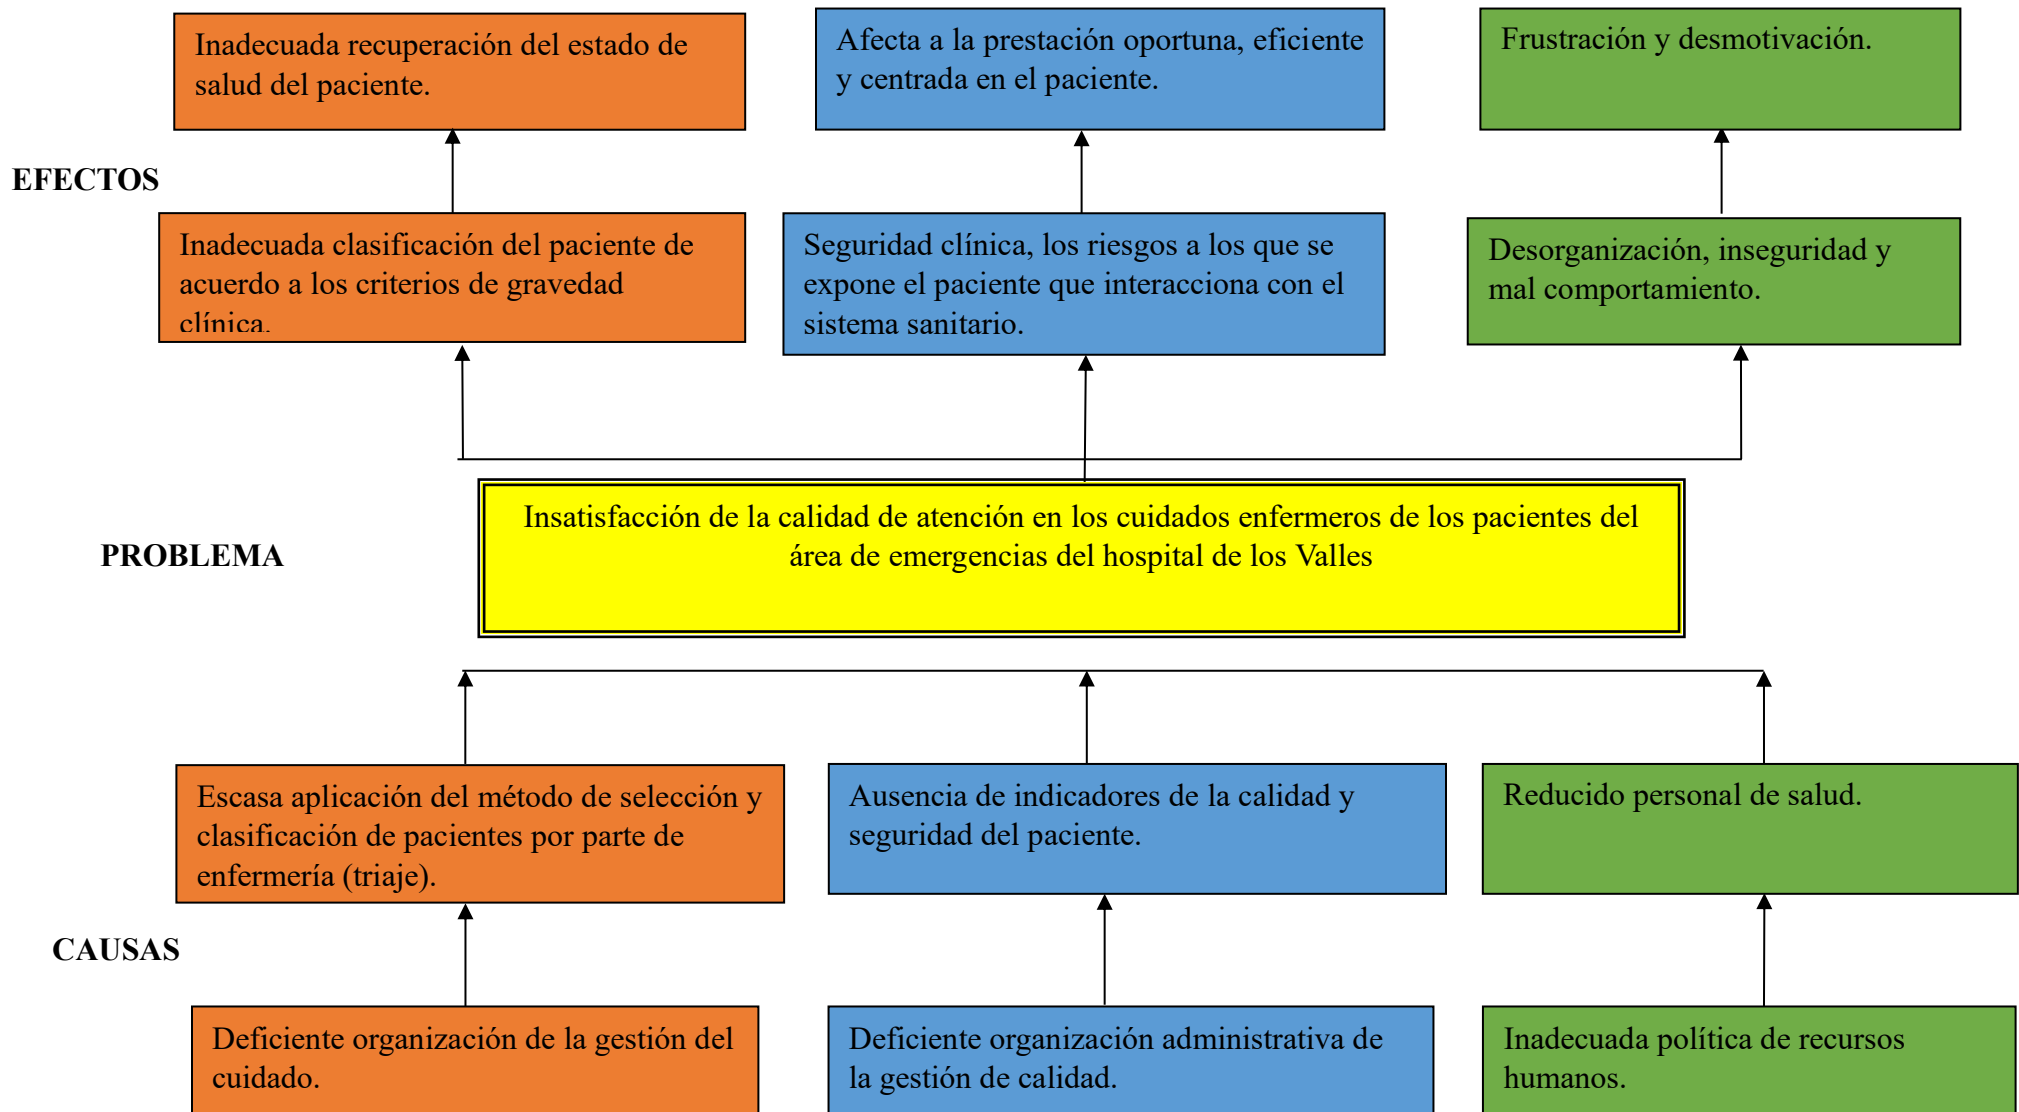 Inadecuada recuperación del estado de
salud del paciente.
Afecta a la prestación oportuna, eficiente
y centrada en el paciente.
Frustración y desmotivación.
EFECTOS
Inadecuada clasificación del paciente de
acuerdo a los criterios de gravedad
clínica.
Seguridad clínica, los riesgos a los que se
expone el paciente que interacciona con el
sistema sanitario.
Desorganización, inseguridad y
mal comportamiento.
PROBLEMA
Insatisfacción de la calidad de atención en los cuidados enfermeros de los pacientes del
área de emergencias del hospital de los Valles
Escasa aplicación del método de selección y
clasificación de pacientes por parte de
enfermería (triaje).
Ausencia de indicadores de la calidad y
seguridad del paciente.
Reducido personal de salud.
CAUSAS
Deficiente organización de la gestión del
cuidado.
Deficiente organización administrativa de
la gestión de calidad.
Inadecuada política de recursos
humanos.